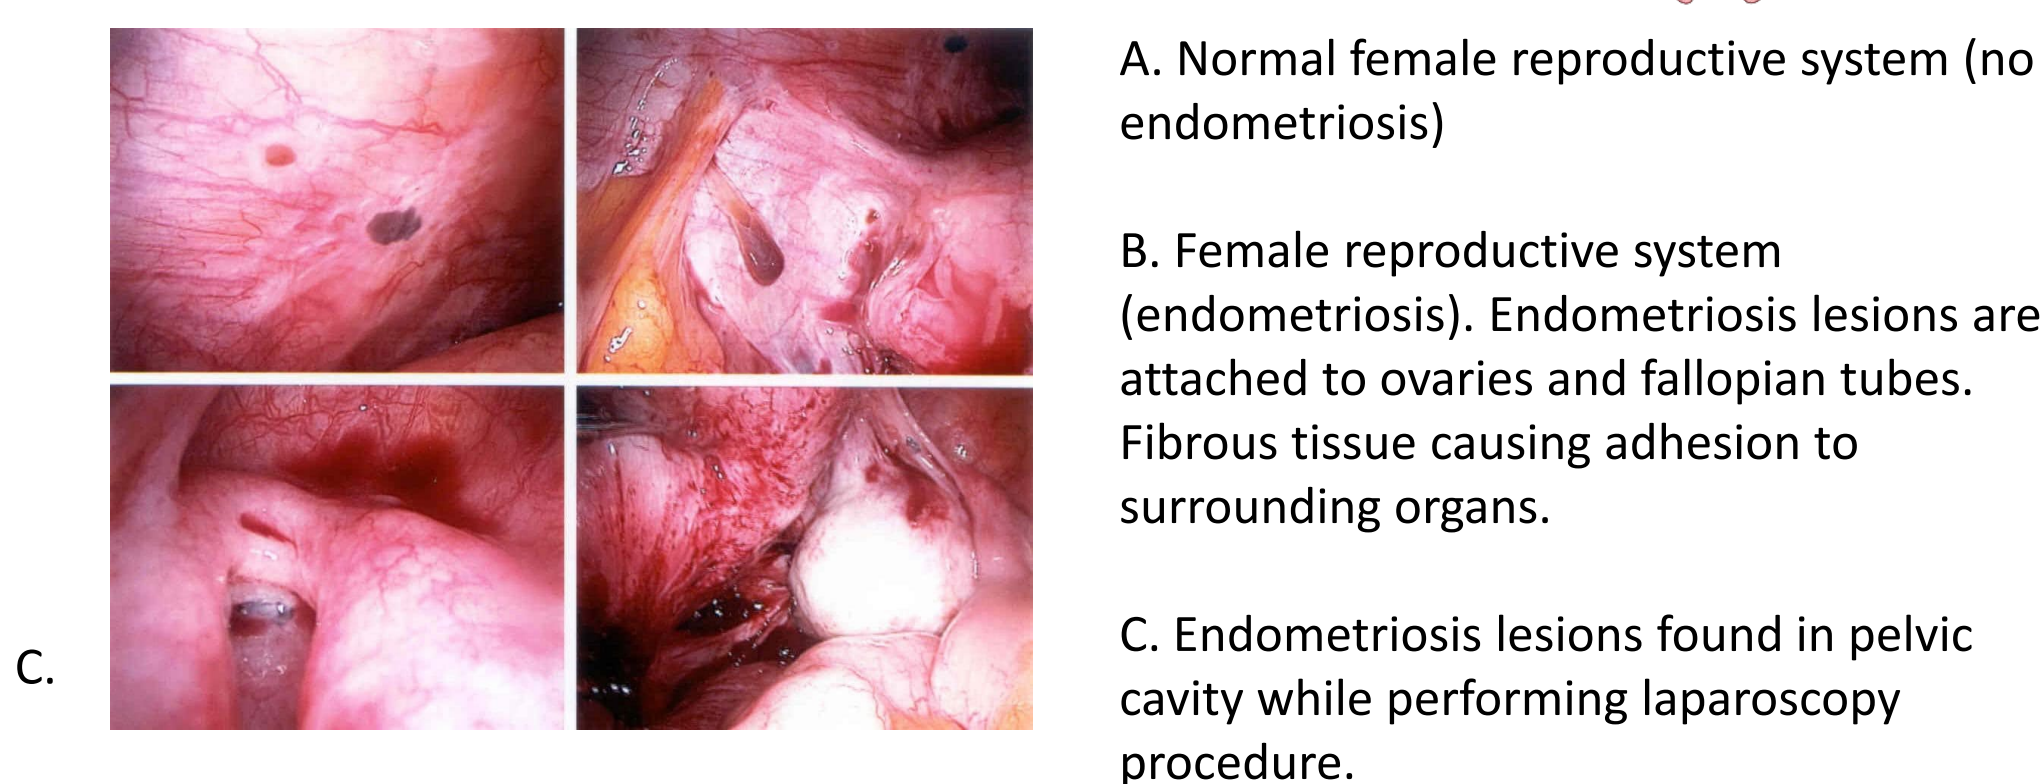 A. Normal female reproductive system (no
endometriosis)
B. Female reproductive system
(endometriosis). Endometriosis lesions are
attached to ovaries and fallopian tubes.
Fibrous tissue causing adhesion to
surrounding organs.
C. Endometriosis lesions found in pelvic
cavity while performing laparoscopy
procedure.
C.